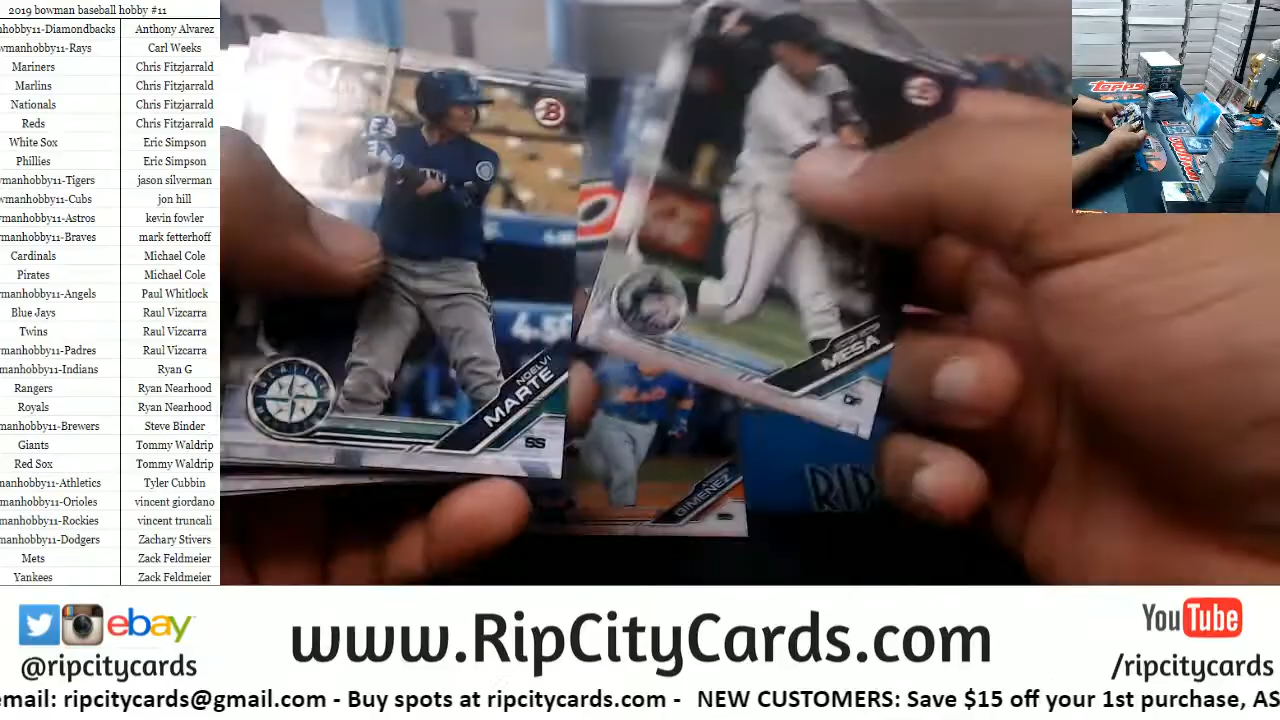 2019 bowman baseball hobby #11
hobby11-Diamondbacks Anthony Alvarez
wmanhobby11-Rays Carl Weeks
Mariners Chris Fitzjarrald
Marlins Chris Fitzjarrald
Nationals Chris Fitzjarrald
Reds Chris Fitzjarrald
White Sox Eric Simpson
Phillies Eric Simpson
wmanhobby11-Tigers jason silverman
wmanhobby11-Cubs jon hill
manhobby11-Astros kevin fowler
manhobby11-Braves mark fetterhoff
Cardinals Michael Cole
Pirates Michael Cole
manhobby11-Angels Paul Whitlock
Blue Jays Raul Vizcarra
Twins Raul Vizcarra
manhobby11-Padres Raul Vizcarra
manhobby11-Indians Ryan G
Rangers Ryan Nearhood
Royals Ryan Nearhood
manhobby11-Brewers Steve Binder
Giants Tommy Waldrip
Red Sox Tommy Waldrip
manhobby11-Athletics Tyler Cubbin
manhobby11-Orioles vincent giordano
manhobby11-Rockies vincent truncali
manhobby11-Dodgers Zachary Stivers
Mets Zack Feldmeier
Yankees Zack Feldmeier
B
SEATTLE
NOELVI
MARTE
SS
MESA
CF
GIMENEZ
RIP
topps
ebay
@ripcitycards
www.RipCityCards.com
YouTube
/ripcitycards
email: ripcitycards@gmail.com - Buy spots at ripcitycards.com - NEW CUSTOMERS: Save $15 off your 1st purchase, AS